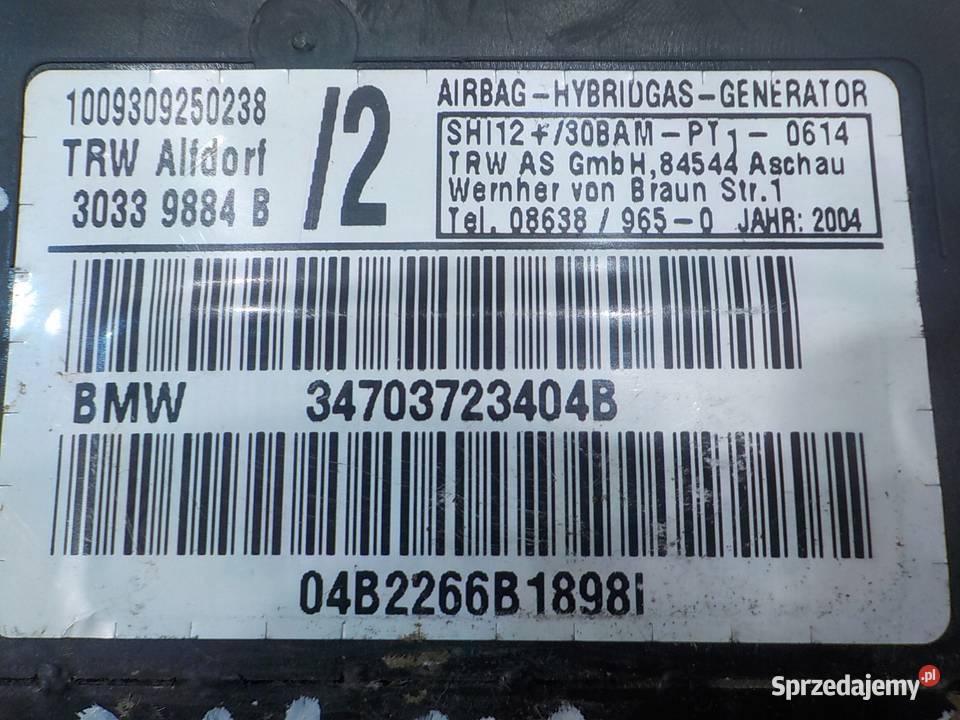 1009309250238
TRW Alfdorf
3033 9884 B
/2
AIRBAG-HYBRIDGAS-GENERATOR
SHI12+/30BAM-PT1-0614
TRW AS GmbH,84544 Aschau
Wernher von Braun Str.1
Tel. 08638 / 965-0 JAHR: 2004
BMW 34703723404B
04B2266B1898i
Sprzedajemy.pl